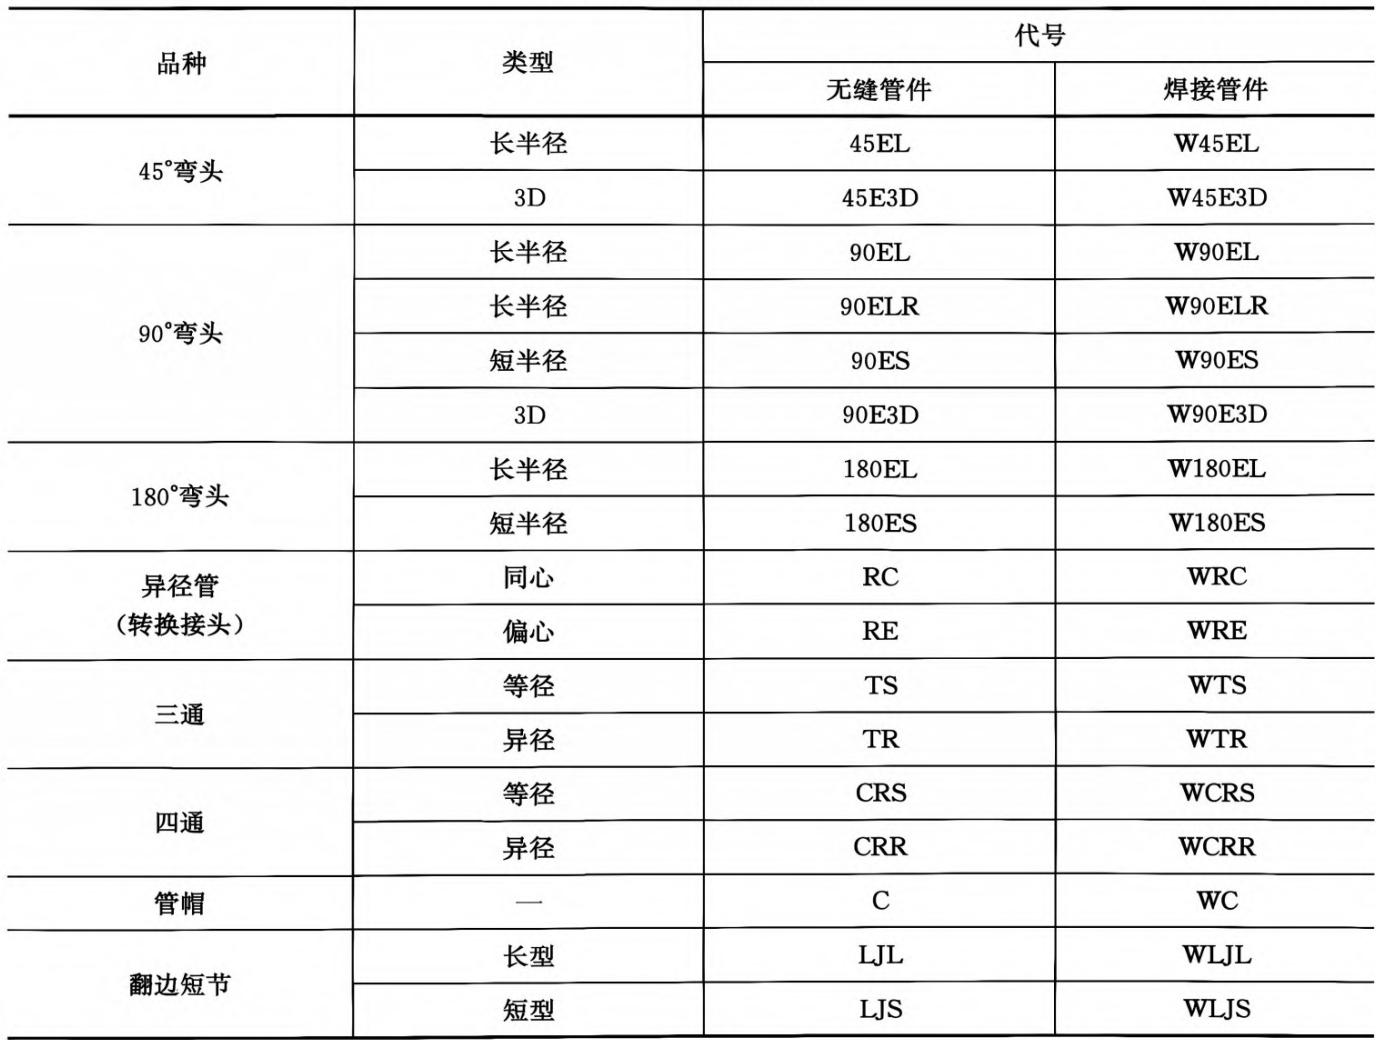 品种 类型 代号
无缝管件 焊接管件
45°弯头 长半径 45EL W45EL
3D 45E3D W45E3D
90°弯头 长半径 90EL W90EL
长半径 90ELR W90ELR
短半径 90ES W90ES
3D 90E3D W90E3D
180°弯头 长半径 180EL W180EL
短半径 180ES W180ES
异径管
（转换接头） 同心 RC WRC
偏心 RE WRE
三通 等径 TS WTS
异径 TR WTR
四通 等径 CRS WCRS
异径 CRR WCRR
管帽 — C WC
翻边短节 长型 LJL WLJL
短型 LJS WLJS